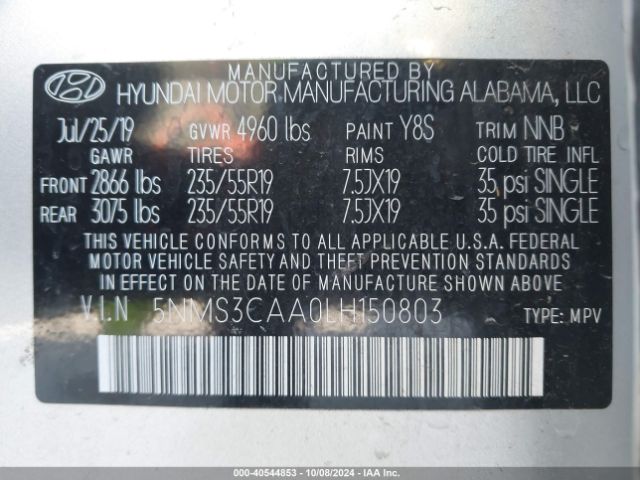 MANUFACTURED BY
HYUNDAI MOTOR MANUFACTURING ALABAMA, LLC
Jul/25/19 GVWR 4960 lbs PAINT Y8S TRIM NNB
GAWR TIRES RIMS COLD TIRE INFL
FRONT 2866 lbs 235/55R19 7.5JX19 35 psi SINGLE
REAR 3075 lbs 235/55R19 7.5JX19 35 psi SINGLE
THIS VEHICLE CONFORMS TO ALL APPLICABLE U.S.A. FEDERAL
MOTOR VEHICLE SAFETY AND THEFT PREVENTION STANDARDS
IN EFFECT ON THE DATE OF MANUFACTURE SHOWN ABOVE
V.I.N 5NMS3CAA0LH150803 TYPE: MPV
000-40544853 - 10/08/2024 - IAAI.com